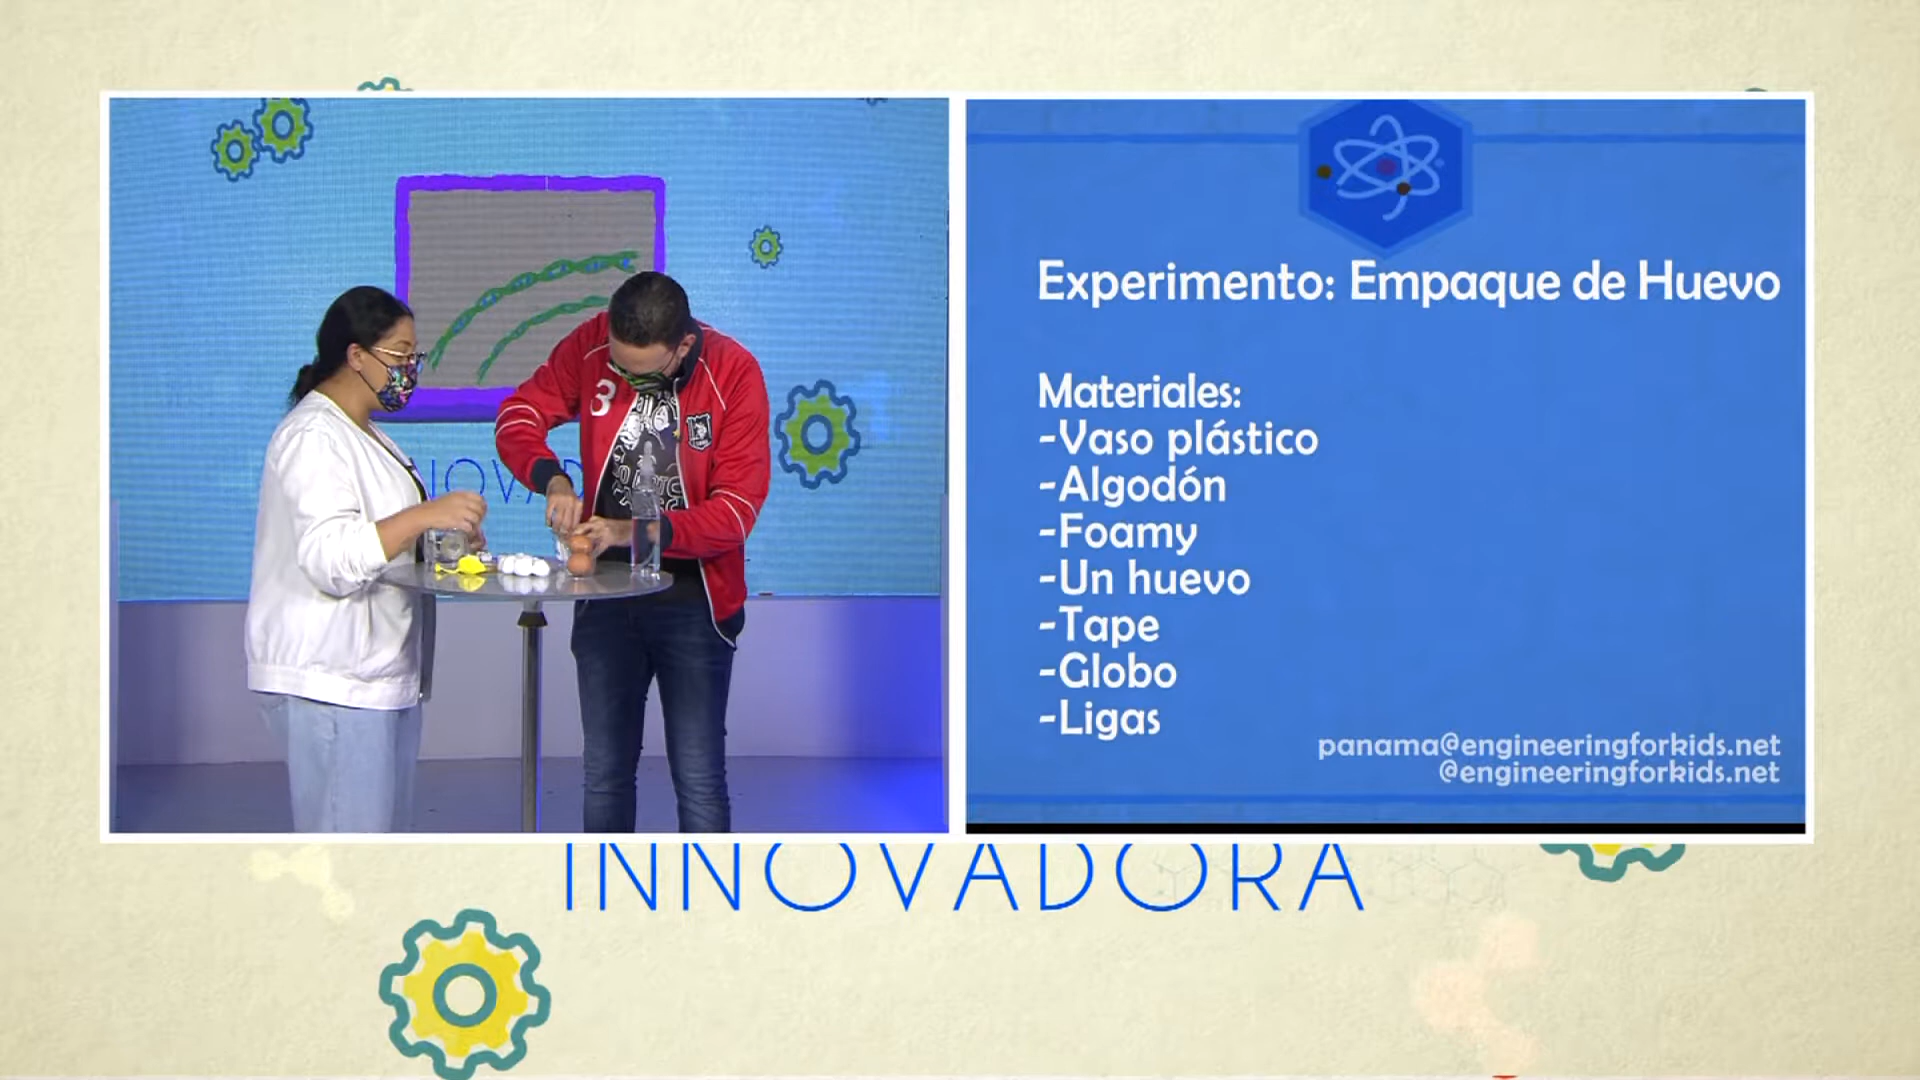 3
Experimento: Empaque de Huevo
Materiales:
-Vaso plástico
-Algodón
-Foamy
-Un huevo
-Tape
-Globo
-Ligas
panama@engineeringforkids.net
@engineeringforkids.net
INNOVADORA